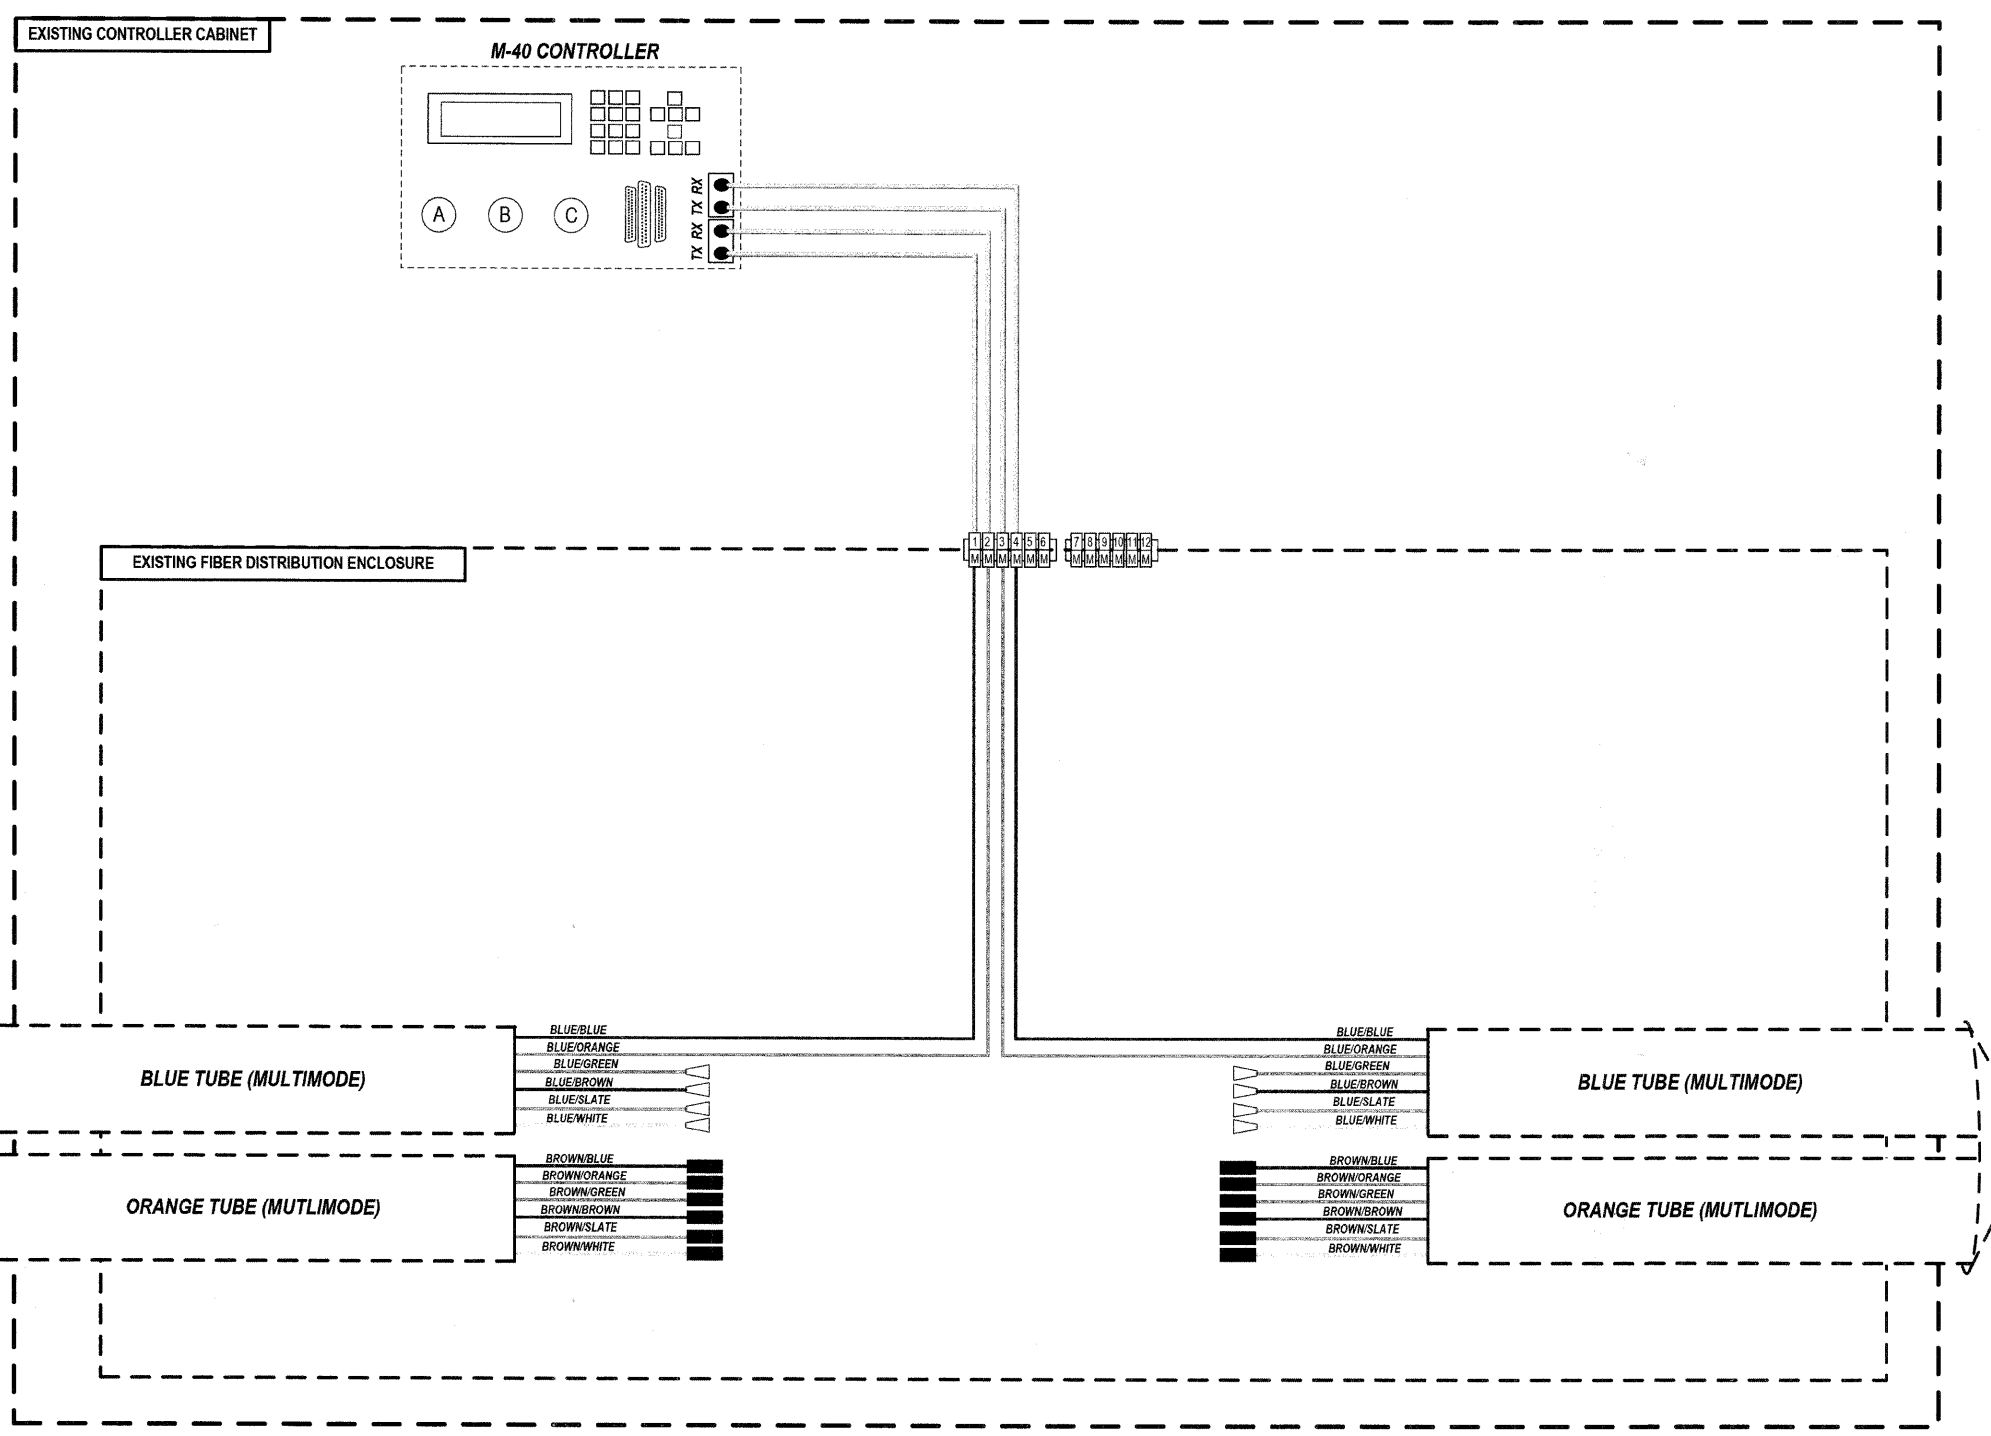 EXISTING CONTROLLER CABINET
M-40 CONTROLLER
A B C
RX
TX
RX
TX
EXISTING FIBER DISTRIBUTION ENCLOSURE
1 2 3 4 5 6 7 8 9 10 11 12
M M M M M M M M M M M M
BLUE TUBE (MULTIMODE)
BLUE/BLUE
BLUE/ORANGE
BLUE/GREEN
BLUE/BROWN
BLUE/SLATE
BLUE/WHITE
ORANGE TUBE (MUTLIMODE)
BROWN/BLUE
BROWN/ORANGE
BROWN/GREEN
BROWN/BROWN
BROWN/SLATE
BROWN/WHITE
BLUE/BLUE
BLUE/ORANGE
BLUE/GREEN
BLUE/BROWN
BLUE/SLATE
BLUE/WHITE
BLUE TUBE (MULTIMODE)
BROWN/BLUE
BROWN/ORANGE
BROWN/GREEN
BROWN/BROWN
BROWN/SLATE
BROWN/WHITE
ORANGE TUBE (MUTLIMODE)